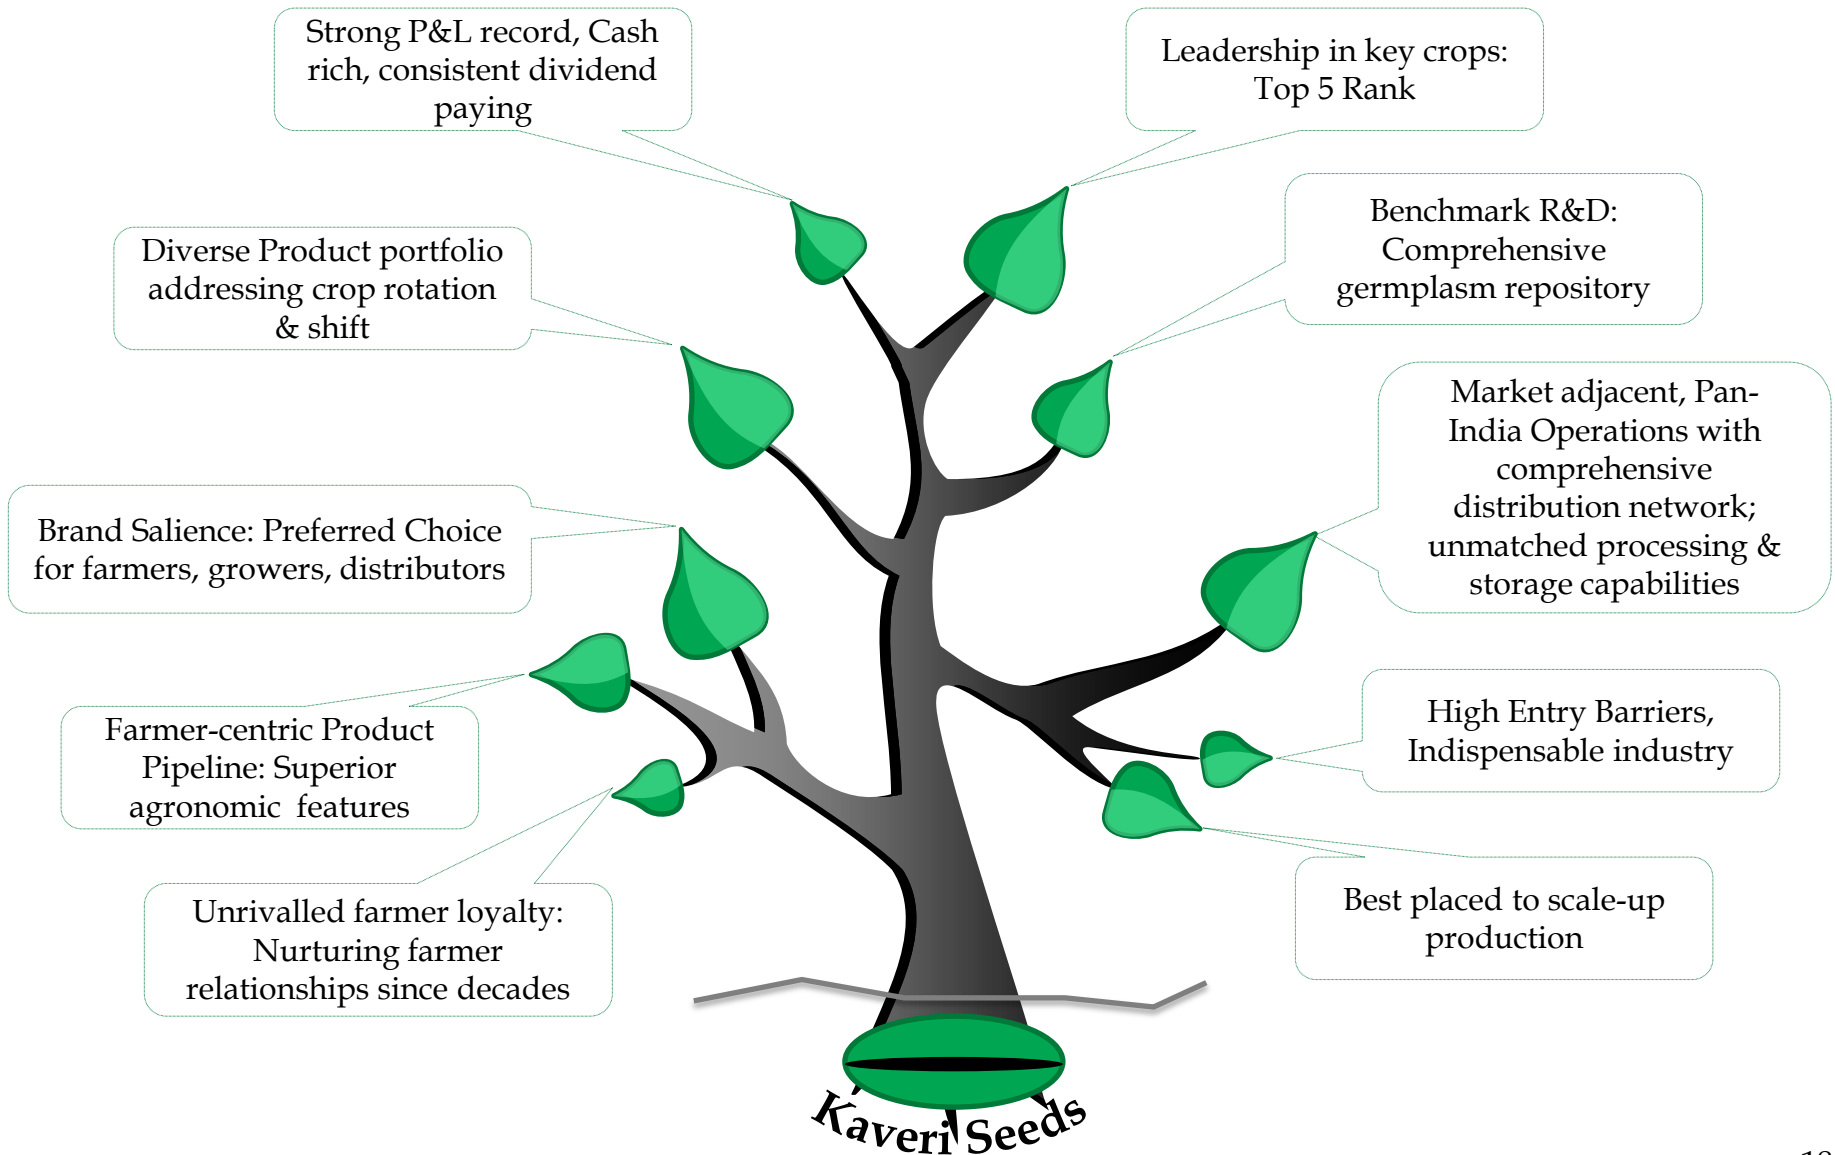 Strong P&L record, Cash
rich, consistent dividend
paying
Leadership in key crops:
Top 5 Rank
Diverse Product portfolio
addressing crop rotation
& shift
Benchmark R&D:
Comprehensive
germplasm repository
Brand Salience: Preferred Choice
for farmers, growers, distributors
Market adjacent, Pan-
India Operations with
comprehensive
distribution network;
unmatched processing &
storage capabilities
Farmer-centric Product
Pipeline: Superior
agronomic  features
High Entry Barriers,
Indispensable industry
Unrivalled farmer loyalty:
Nurturing farmer
relationships since decades
Best placed to scale-up
production
Kaveri Seeds